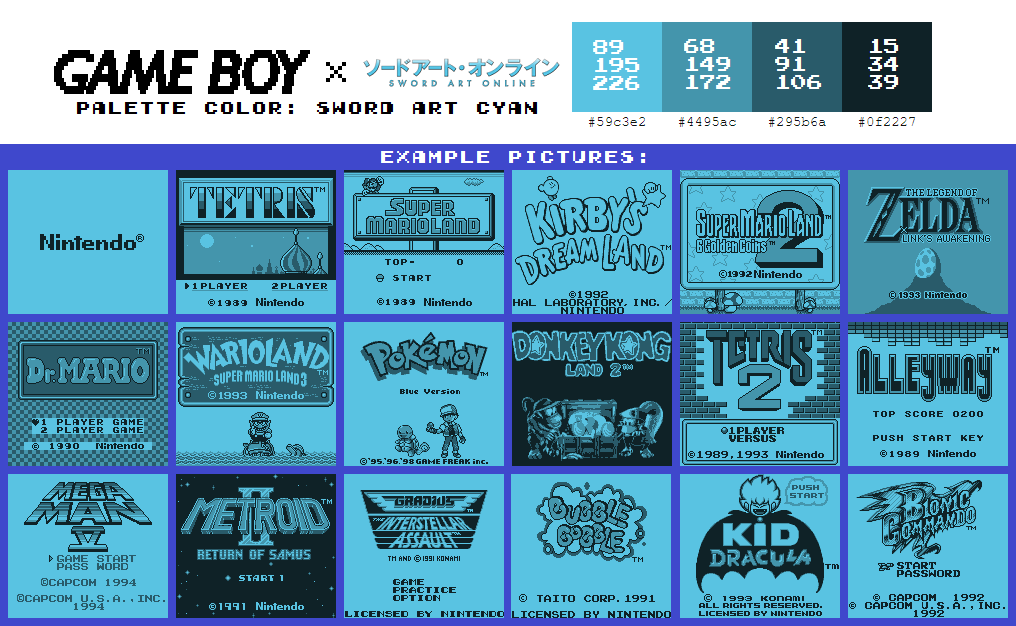 GAME BOY × ソードアート・オンライン
SWORD ART ONLINE
PALETTE COLOR: SWORD ART CYAN
89
195
226
68
149
172
41
91
106
15
34
39
#59c3e2
#4495ac
#295b6a
#0f2227
EXAMPLE PICTURES:
Nintendo®
TETRIS™
1PLAYER 2PLAYER
©1989 Nintendo
SUPER
MARIOLAND
TOP- 0
START
©1989 Nintendo
KIRBY'S
DREAM LAND™
©1992
HAL LABORATORY, INC. /
NINTENDO
SUPER MARIO LAND™
2
6 Golden Coins™
©1992 Nintendo
THE LEGEND OF
ZELDA™
LINK'S AWAKENING
©1993 Nintendo
DR. MARIO™
1 PLAYER GAME
2 PLAYER GAME
© 1990 Nintendo
WARIOLAND
SUPER MARIO LAND 3™
©1993 Nintendo
POKéMON™
Blue Version
©'95.'96.'98 GAME FREAK inc.
DONKEY KONG
LAND 2™
TETRIS™
2
1PLAYER
VERSUS
©1989,1993 Nintendo
ALLEYWAY™
TOP SCORE 0200
PUSH START KEY
©1989 Nintendo
MEGA
MAN
IV
GAME START
PASS WORD
©CAPCOM 1994
©CAPCOM U.S.A.,INC.
1994
METROID™
II
RETURN OF SAMUS
START 1
©1991 Nintendo
GRADIUS
THE INTERSTELLAR
ASSAULT™
TM AND ©1991 KONAMI
GAME
PRACTICE
OPTION
LICENSED BY NINTENDO
BUBBLE
BOBBLE™
© TAITO CORP. 1991
LICENSED BY NINTENDO
PUSH
START
KID
DRACULA™
© 1993 KONAMI
ALL RIGHTS RESERVED.
LICENSED BY NINTENDO
BIONIC
COMMANDO™
START
PASSWORD
© CAPCOM 1992
© CAPCOM U.S.A.,INC.
1992